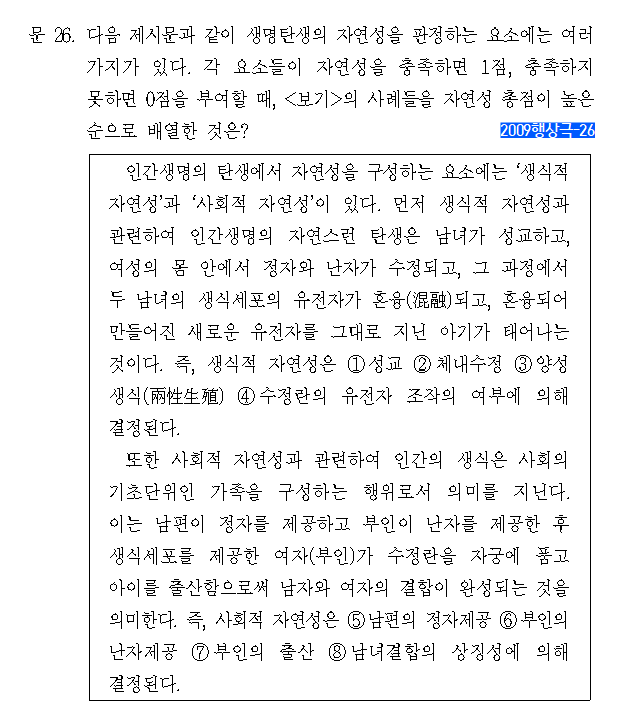 문 26. 다음 제시문과 같이 생명탄생의 자연성을 판정하는 요소에는 여러
가지가 있다. 각 요소들이 자연성을 충족하면 1점, 충족하지
못하면 0점을 부여할 때, <보기>의 사례들을 자연성 총점이 높은
순으로 배열한 것은? 2009행상극-26
인간생명의 탄생에서 자연성을 구성하는 요소에는 ‘생식적
자연성’과 ‘사회적 자연성’이 있다. 먼저 생식적 자연성과
관련하여 인간생명의 자연스런 탄생은 남녀가 성교하고,
여성의 몸 안에서 정자와 난자가 수정되고, 그 과정에서
두 남녀의 생식세포의 유전자가 혼융(混融)되고, 혼융되어
만들어진 새로운 유전자를 그대로 지닌 아기가 태어나는
것이다. 즉, 생식적 자연성은 ①성교 ②체내수정 ③양성
생식(兩性生殖) ④수정란의 유전자 조작의 여부에 의해
결정된다.
또한 사회적 자연성과 관련하여 인간의 생식은 사회의
기초단위인 가족을 구성하는 행위로서 의미를 지닌다.
이는 남편이 정자를 제공하고 부인이 난자를 제공한 후
생식세포를 제공한 여자(부인)가 수정란을 자궁에 품고
아이를 출산함으로써 남자와 여자의 결합이 완성되는 것을
의미한다. 즉, 사회적 자연성은 ⑤남편의 정자제공 ⑥부인의
난자제공 ⑦부인의 출산 ⑧남녀결합의 상징성에 의해
결정된다.